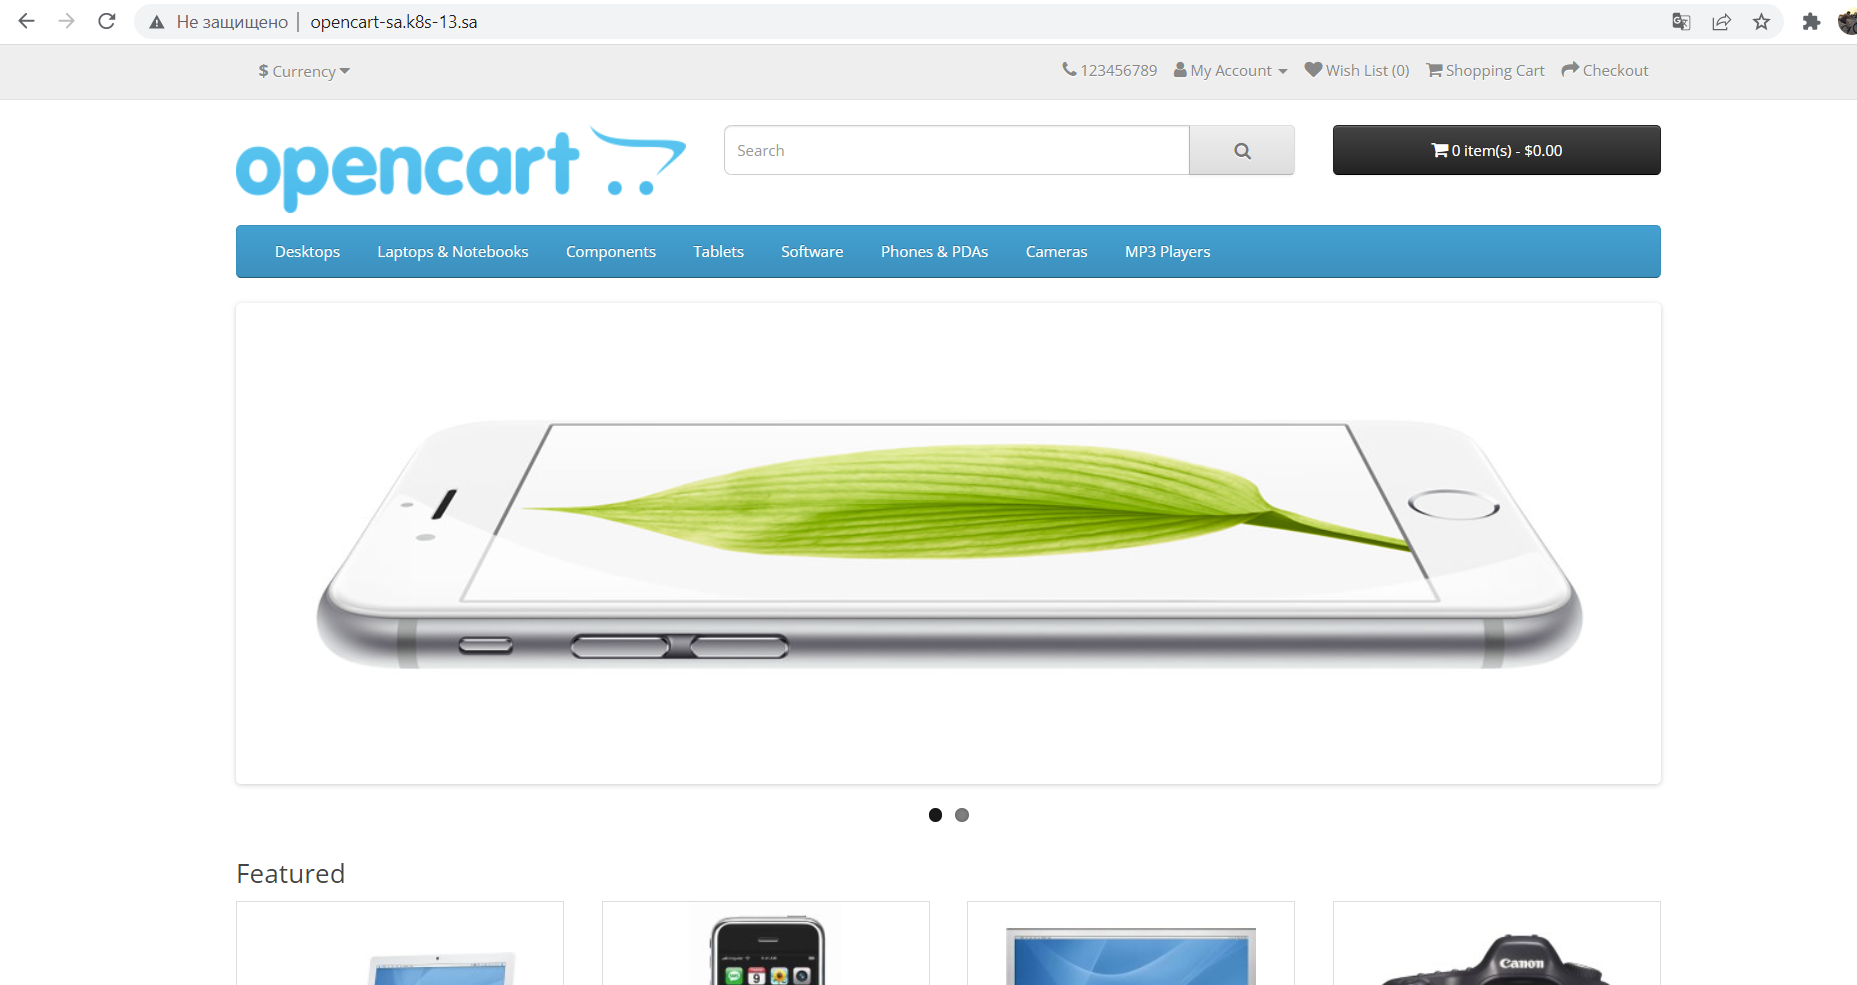 Не защищено | opencart-sa.k8s-13.sa
$ Currency
123456789 My Account Wish List (0) Shopping Cart Checkout
opencart
Search
0 item(s) - $0.00
Desktops Laptops & Notebooks Components Tablets Software Phones & PDAs Cameras MP3 Players
Featured
9
Canon